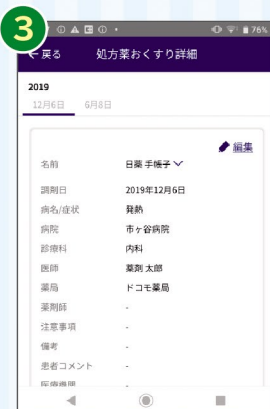 3
76%
戻る 処方薬おくすり詳細
2019
12月6日 6月8日
編集
名前 日薬 手帳子
調剤日 2019年12月6日
病名/症状 発熱
病院 市ヶ谷病院
診療科 内科
医師 薬剤 太郎
薬局 ドコモ薬局
薬剤師 -
注意事項 -
備考 -
患者コメント -
医療機関